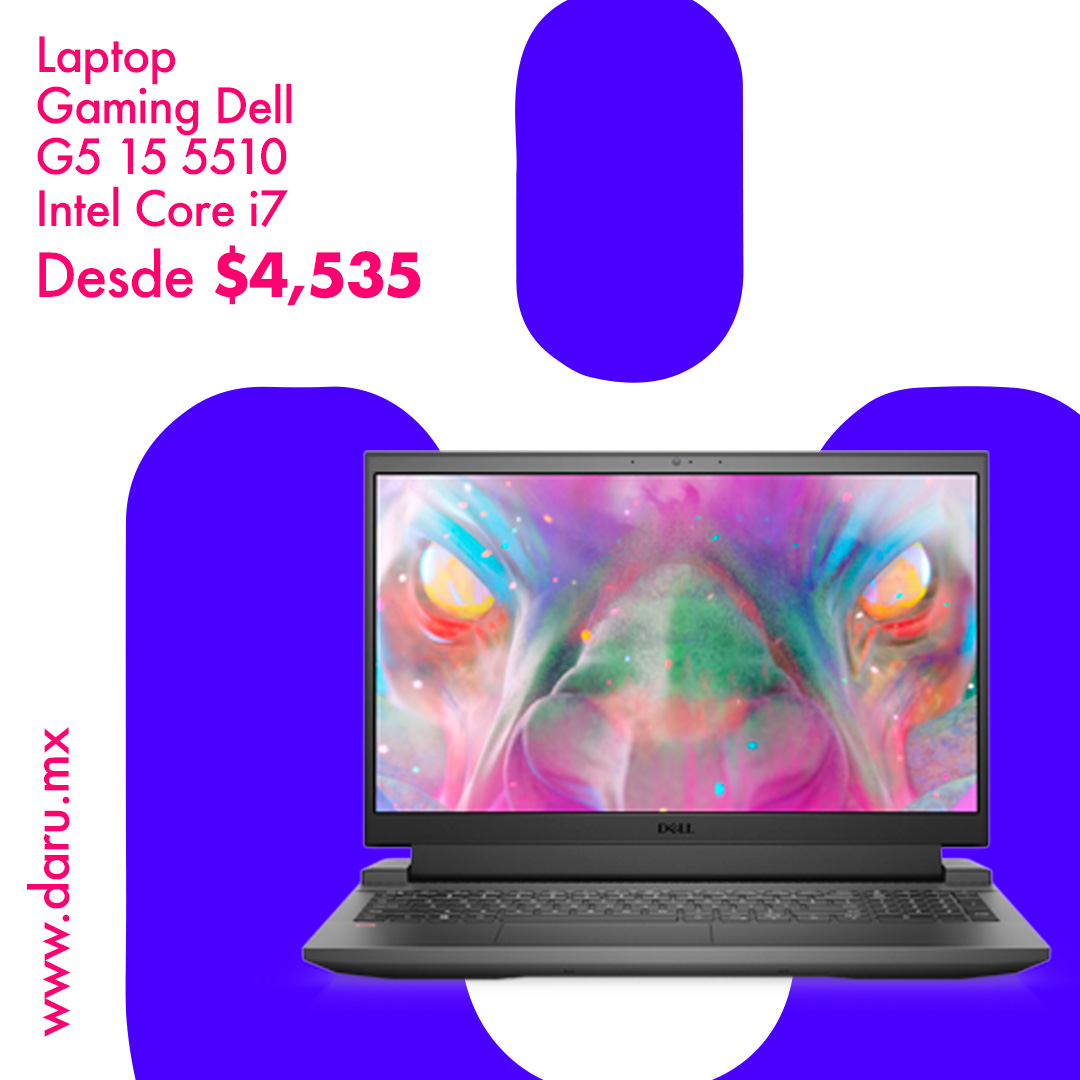 Laptop
Gaming Dell
G5 15 5510
Intel Core i7
Desde $4,535
DELL
www.daru.mx